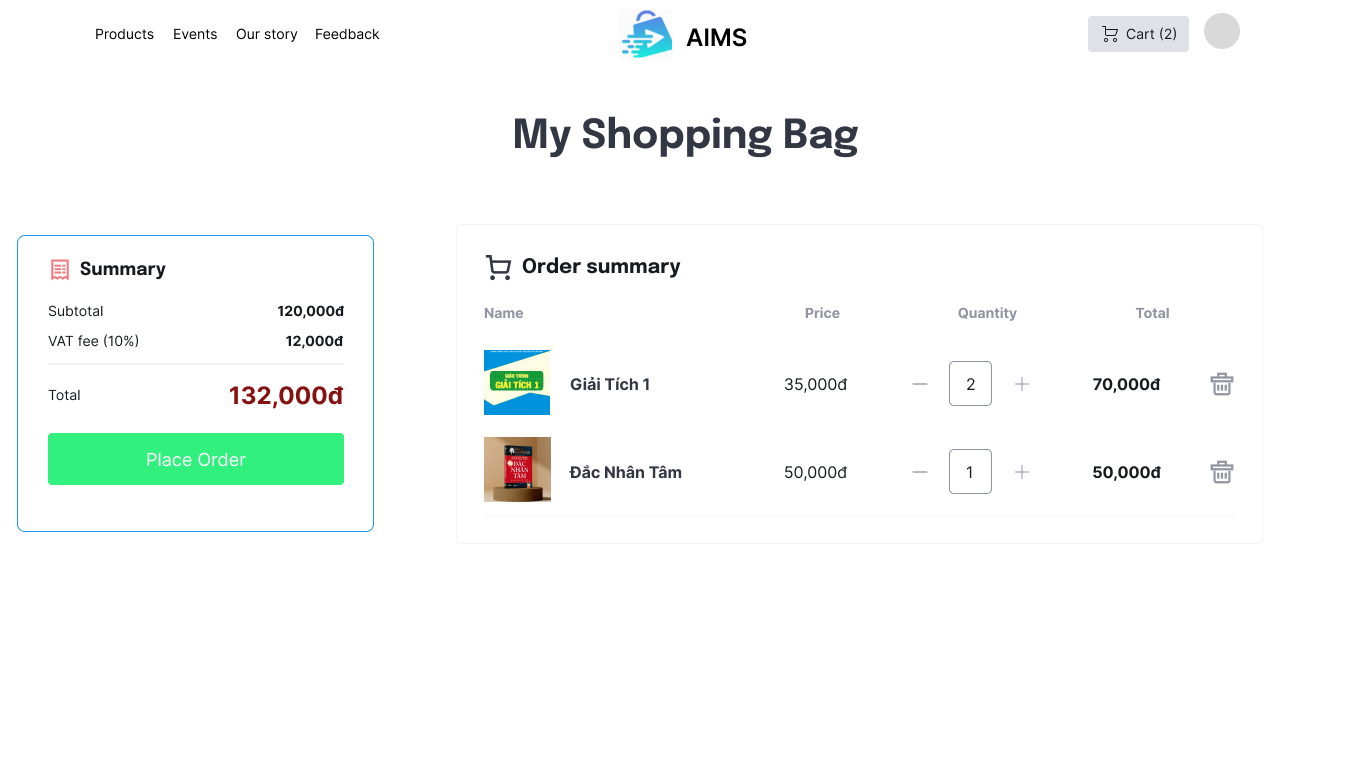 Products Events Our story Feedback
AIMS
Cart (2)
My Shopping Bag
Summary
Subtotal 120,000đ
VAT fee (10%) 12,000đ
Total 132,000đ
Place Order
Order summary
Name Price Quantity Total
GIÁO TRÌNH
GIẢI TÍCH 1
Giải Tích 1 35,000đ 2 70,000đ
ĐẮC
NHÂN
TÂM
Đắc Nhân Tâm 50,000đ 1 50,000đ